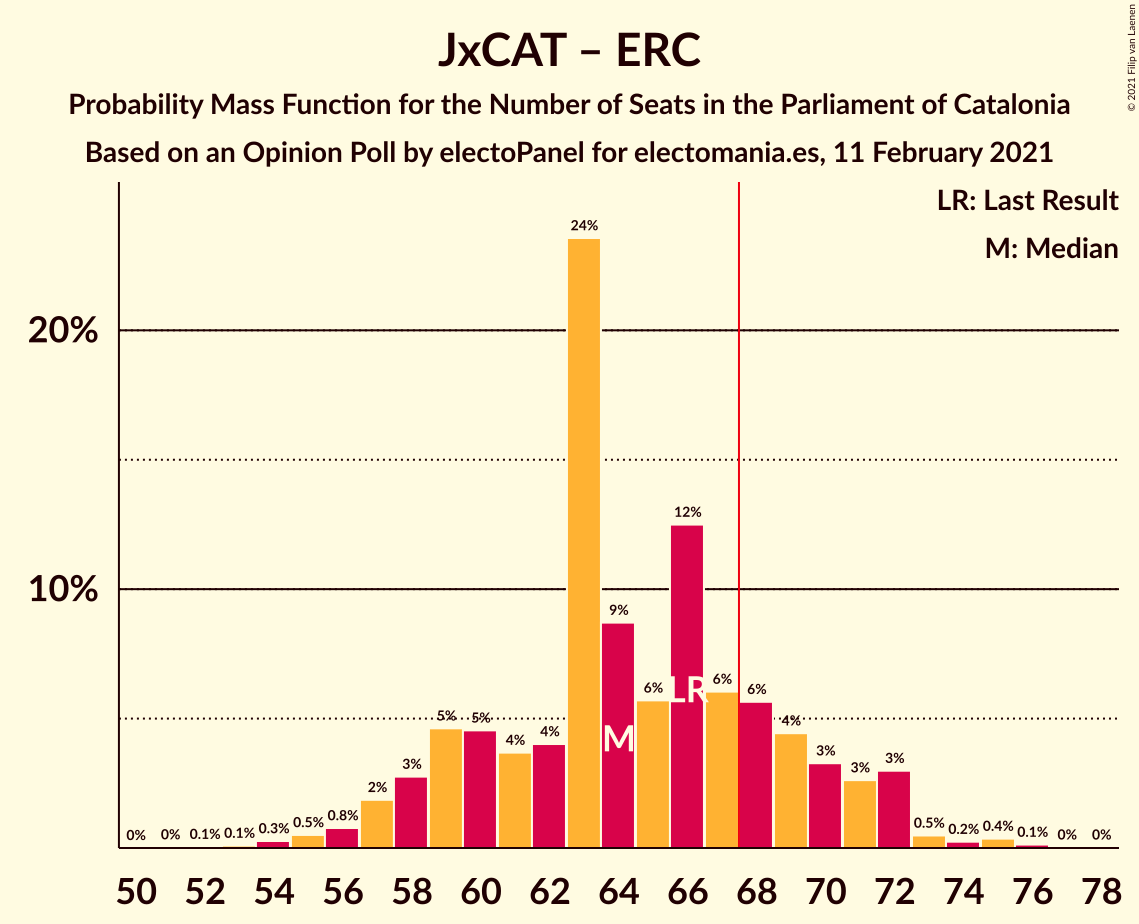 JxCAT – ERC
Probability Mass Function for the Number of Seats in the Parliament of Catalonia
Based on an Opinion Poll by electoPanel for electomania.es, 11 February 2021
© 2021 Filip van Laenen
LR: Last Result
M: Median
24%
20%
12%
10%
9%
6% LR 6% 6%
5% 5% 4% 4% M 4%
3% 3% 3% 3%
2%
0% 0% 0.1% 0.1% 0.3% 0.5% 0.8% 0.5% 0.2% 0.4% 0.1% 0% 0%
50 52 54 56 58 60 62 64 66 68 70 72 74 76 78